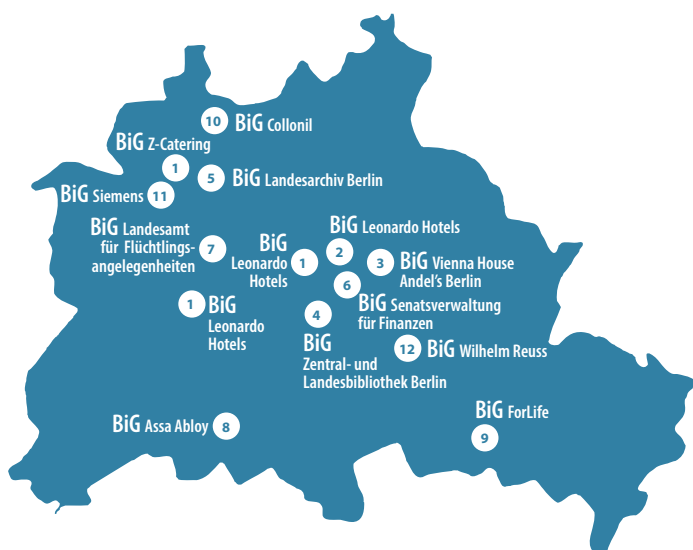 10 BiG Collonil
BiG Z-Catering
1
5 BiG Landesarchiv Berlin
BiG Siemens 11
BiG Landesamt
für Flüchtlings-
angelegenheiten
7
BiG
Leonardo
Hotels
1
BiG Leonardo Hotels
2
3 BiG Vienna House
Andel’s Berlin
6
BiG Senatsverwaltung
für Finanzen
1 BiG
Leonardo
Hotels
4
BiG
Zentral- und
Landesbibliothek Berlin
12 BiG Wilhelm Reuss
BiG Assa Abloy 8
BiG ForLife
9